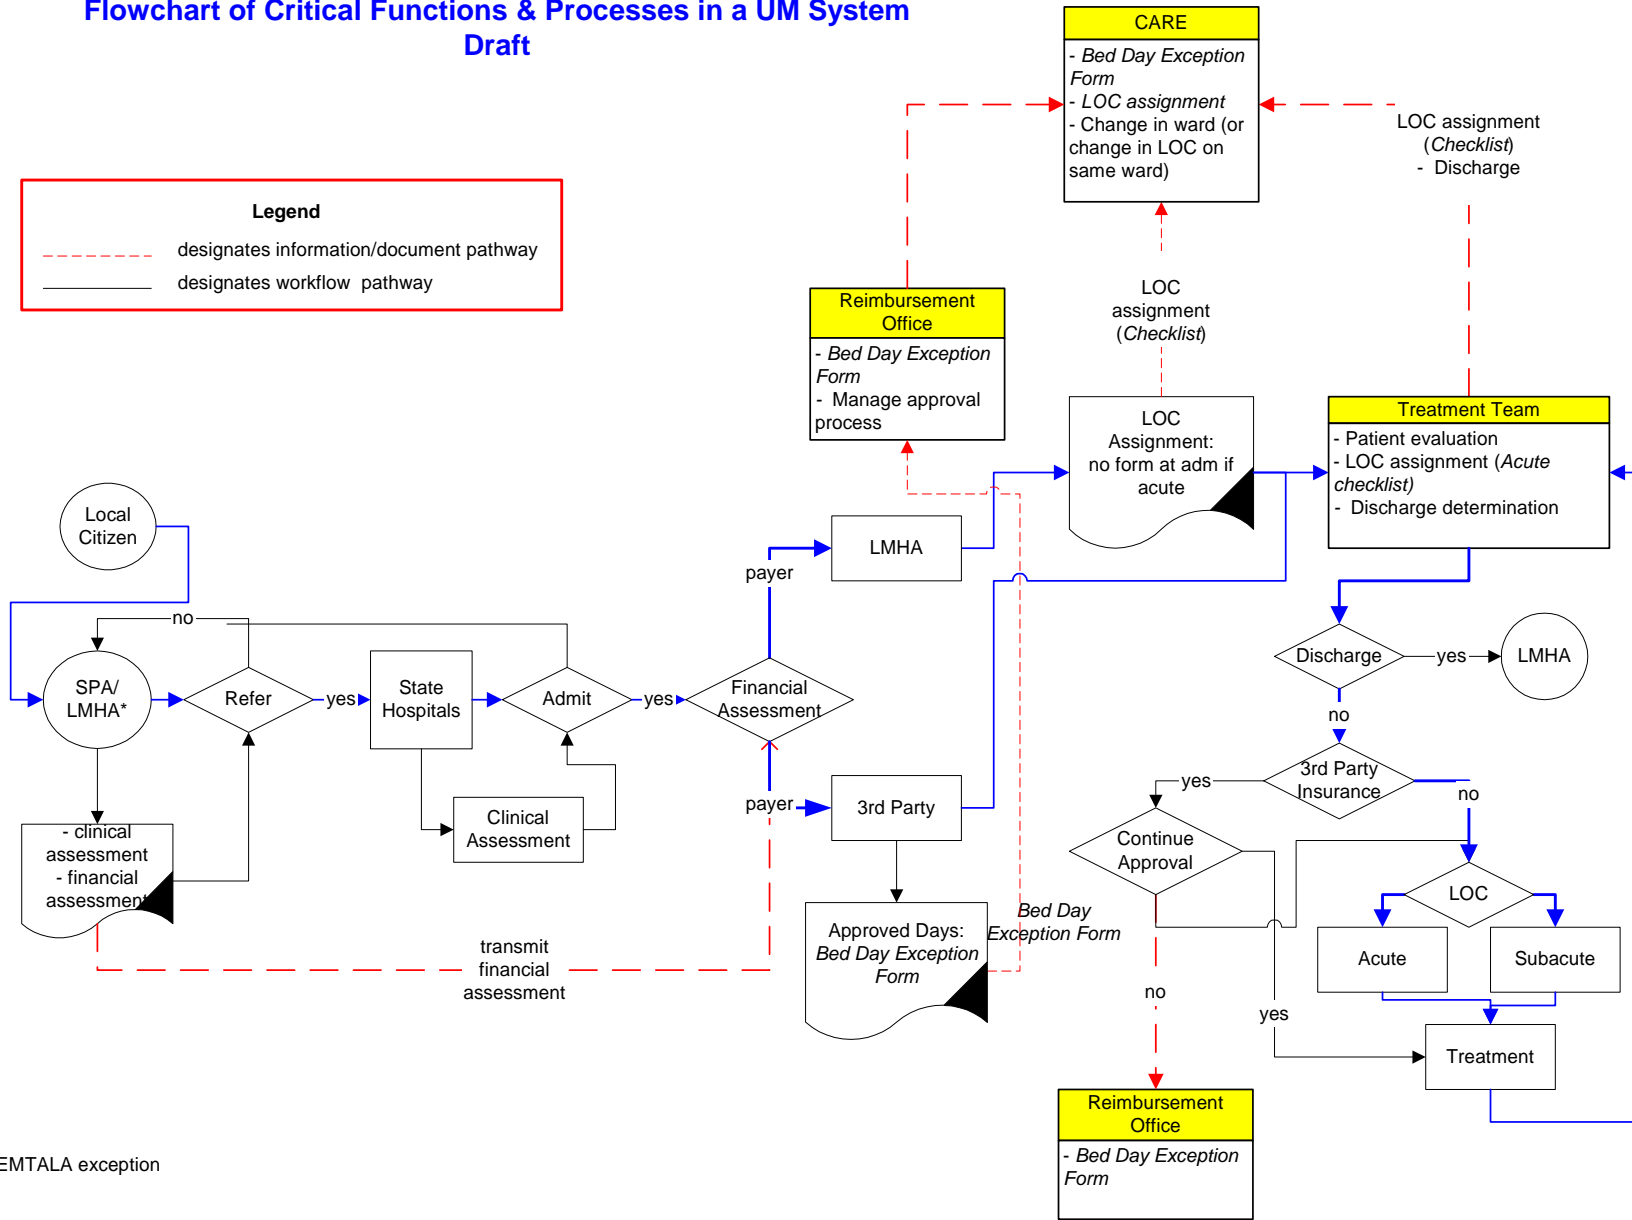 Flowchart of Critical Functions & Processes in a UM System
Draft
CARE
- Bed Day Exception
Form
- LOC assignment
- Change in ward (or
change in LOC on
same ward)
LOC assignment
(Checklist)
- Discharge
Legend
designates information/document pathway
designates workflow pathway
LOC
assignment
(Checklist)
Reimbursement
Office
- Bed Day Exception
Form
- Manage approval
process
LOC
Assignment:
no form at adm if
acute
Treatment Team
- Patient evaluation
- LOC assignment (Acute
checklist)
- Discharge determination
Local
Citizen
LMHA
payer
no
SPA/
LMHA*
Refer
yes
State
Hospitals
Admit
yes
Financial
Assessment
Discharge
yes
LMHA
no
3rd Party
Insurance
yes
no
payer
3rd Party
Clinical
Assessment
- clinical
assessment
- financial
assessment
Continue
Approval
LOC
Approved Days:
Bed Day Exception
Form
Bed Day
Exception Form
transmit
financial
assessment
Acute
Subacute
no
yes
Treatment
Reimbursement
Office
- Bed Day Exception
Form
EMTALA exception